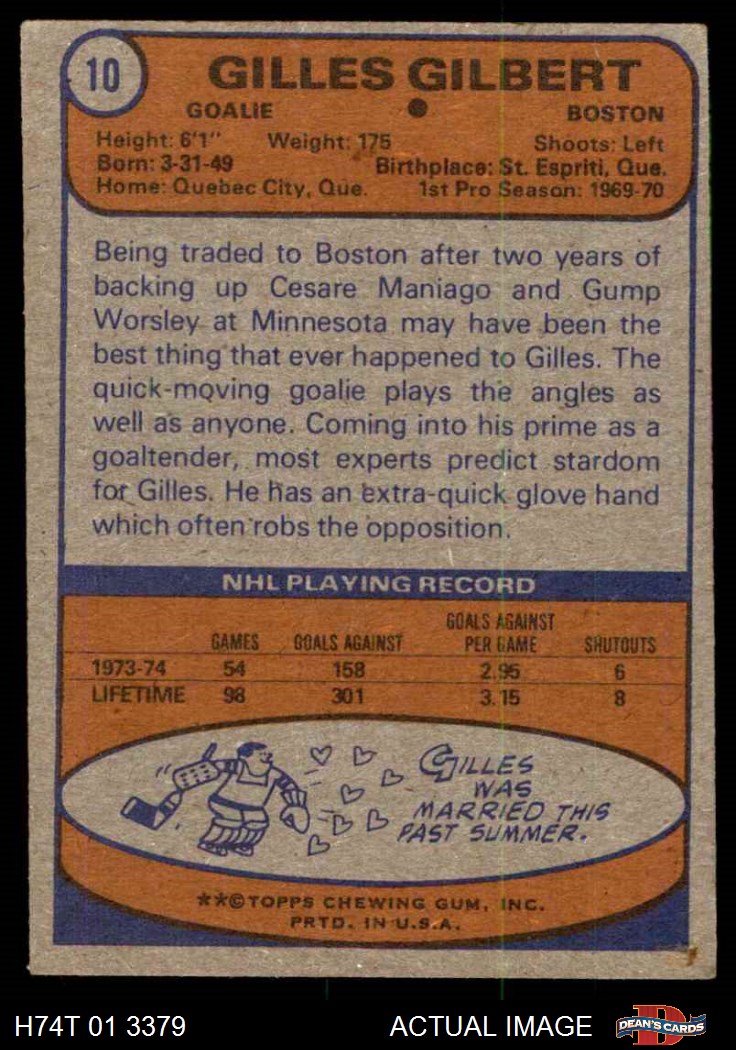 10
GILLES GILBERT
GOALIE
BOSTON
Height: 6'1" Weight: 175 Shoots: Left
Born: 3-31-49 Birthplace: St. Espriti, Que.
Home: Quebec City, Que. 1st Pro Season: 1969-70
Being traded to Boston after two years of
backing up Cesare Maniago and Gump
Worsley at Minnesota may have been the
best thing that ever happened to Gilles. The
quick-moving goalie plays the angles as
well as anyone. Coming into his prime as a
goaltender, most experts predict stardom
for Gilles. He has an extra-quick glove hand
which often robs the opposition.
NHL PLAYING RECORD
GAMES GOALS AGAINST GOALS AGAINST PER GAME SHUTOUTS
1973-74 54 158 2.95 6
LIFETIME 98 301 3.15 8
GILLES
WAS
MARRIED THIS
PAST SUMMER.
**©TOPPS CHEWING GUM, INC.
PRTD. IN U.S.A.
H74T 01 3379 ACTUAL IMAGE
D
DEAN'S CARDS